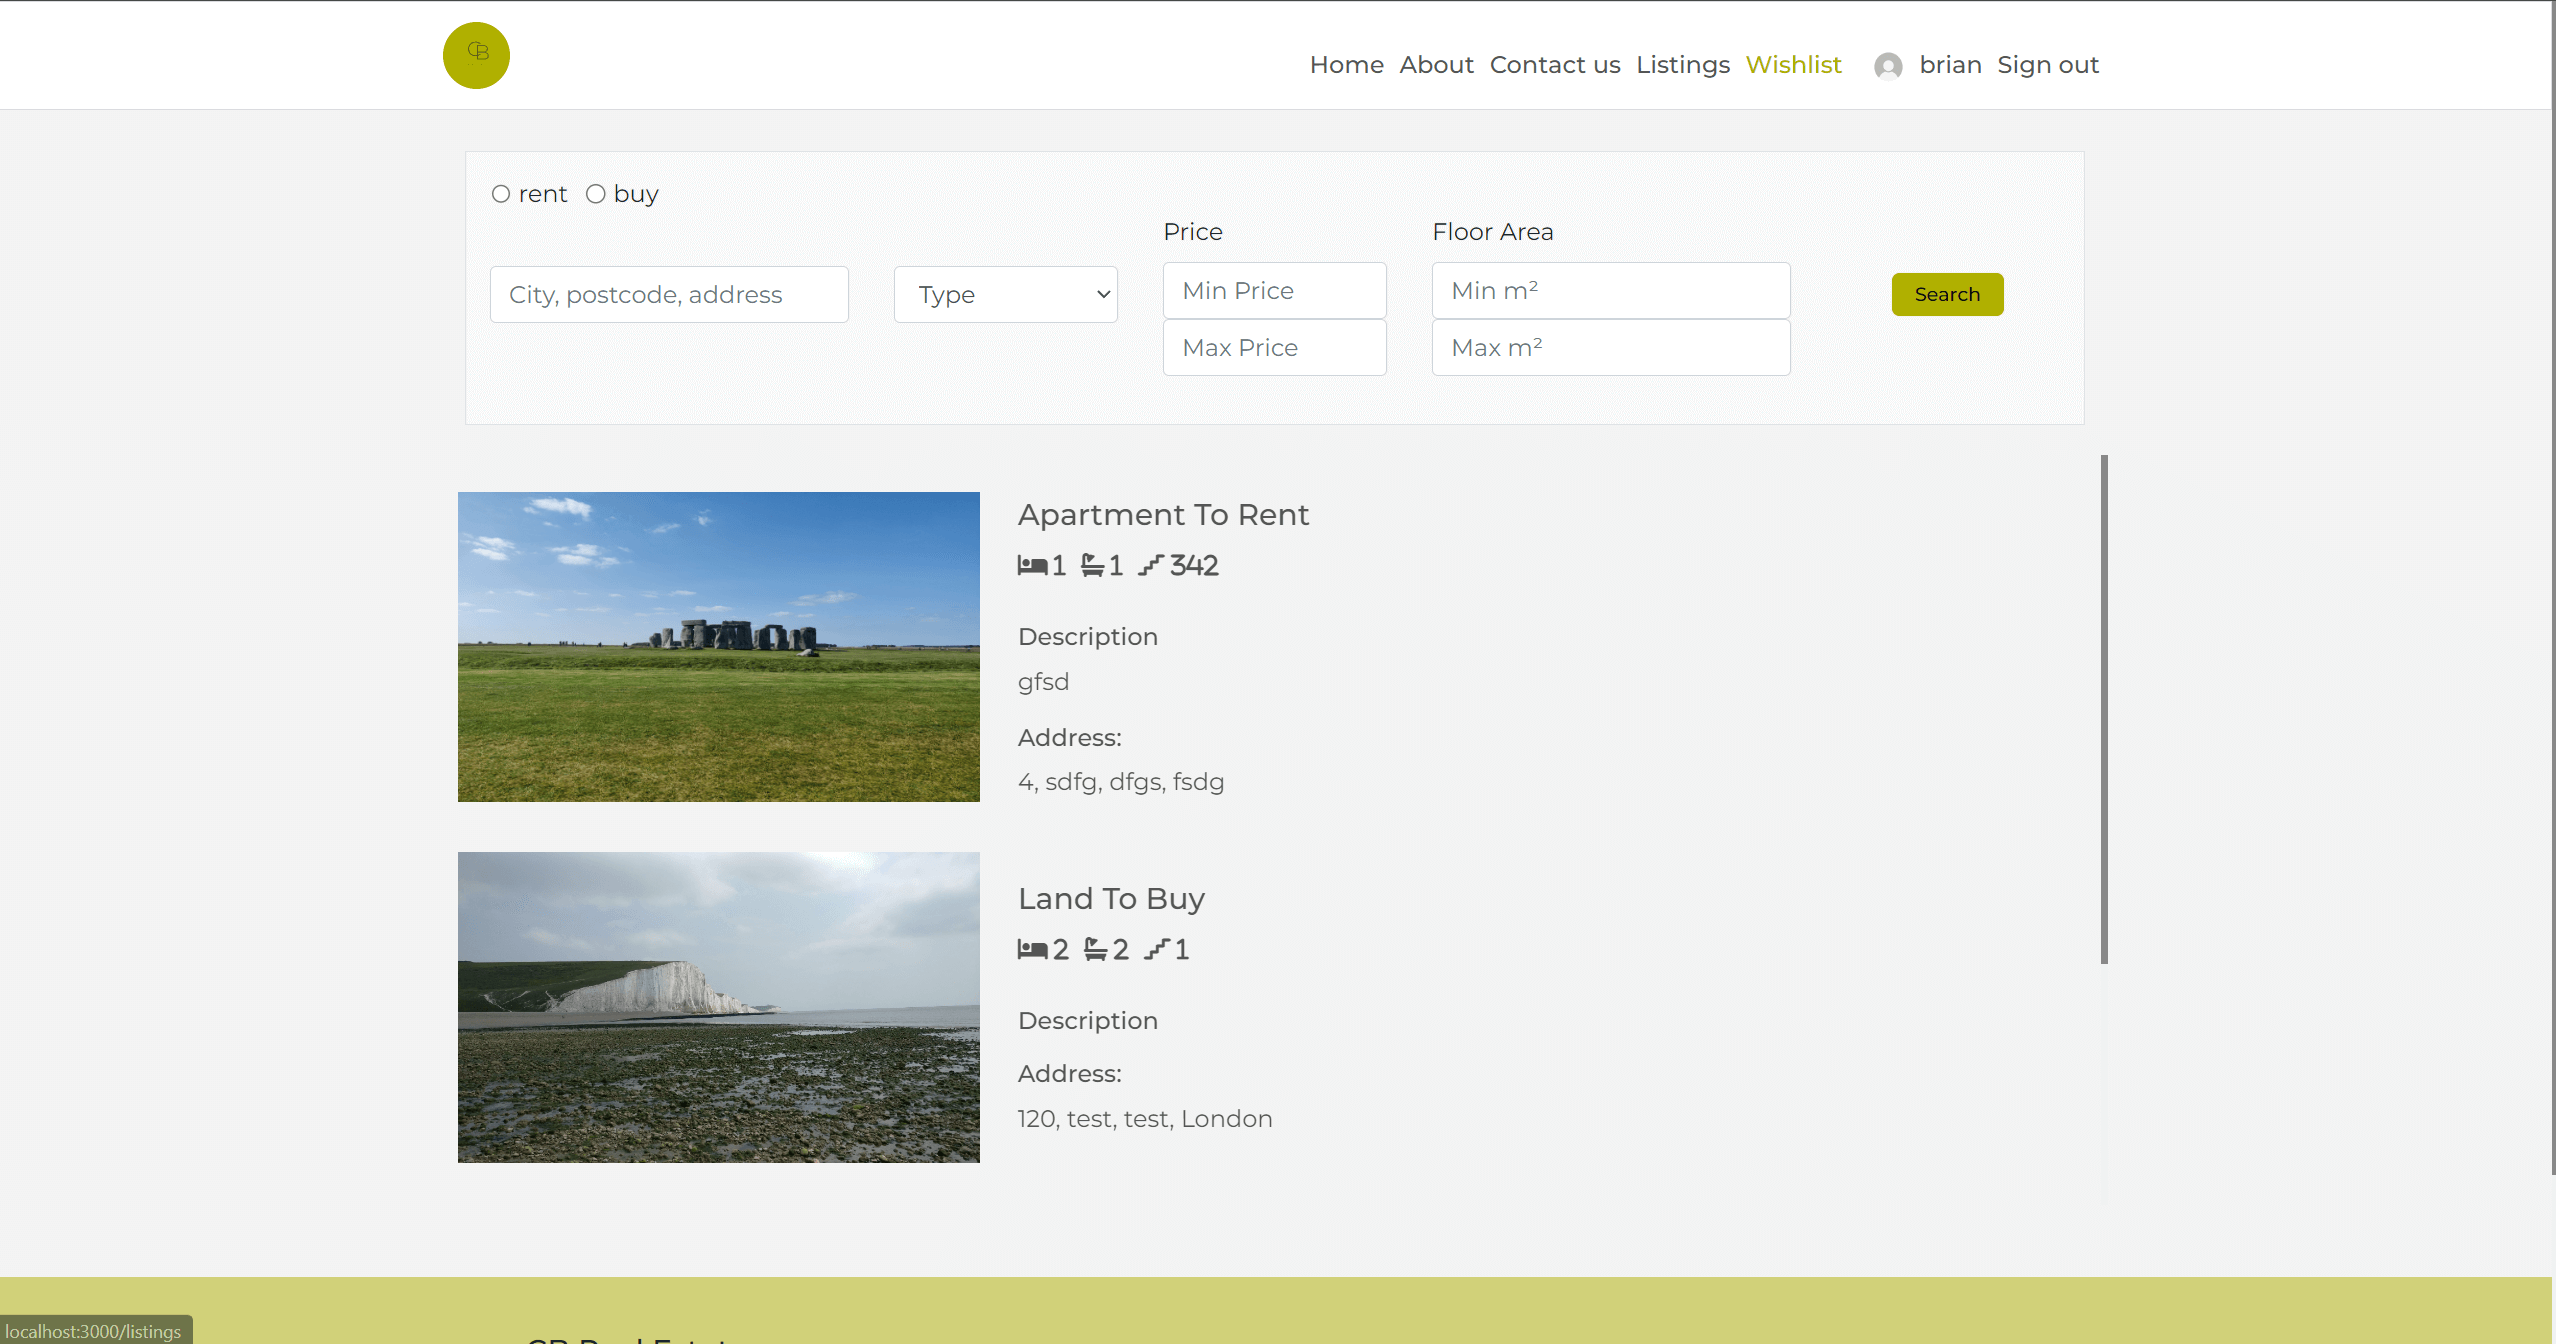 CB
Home About Contact us Listings Wishlist brian Sign out
rent buy
Price Floor Area
City, postcode, address Type Min Price Min m² Search
Max Price Max m²
Apartment To Rent
1 1 342
Description
gfsd
Address:
4, sdfg, dfgs, fsdg
Land To Buy
2 2 1
Description
Address:
120, test, test, London
localhost:3000/listings